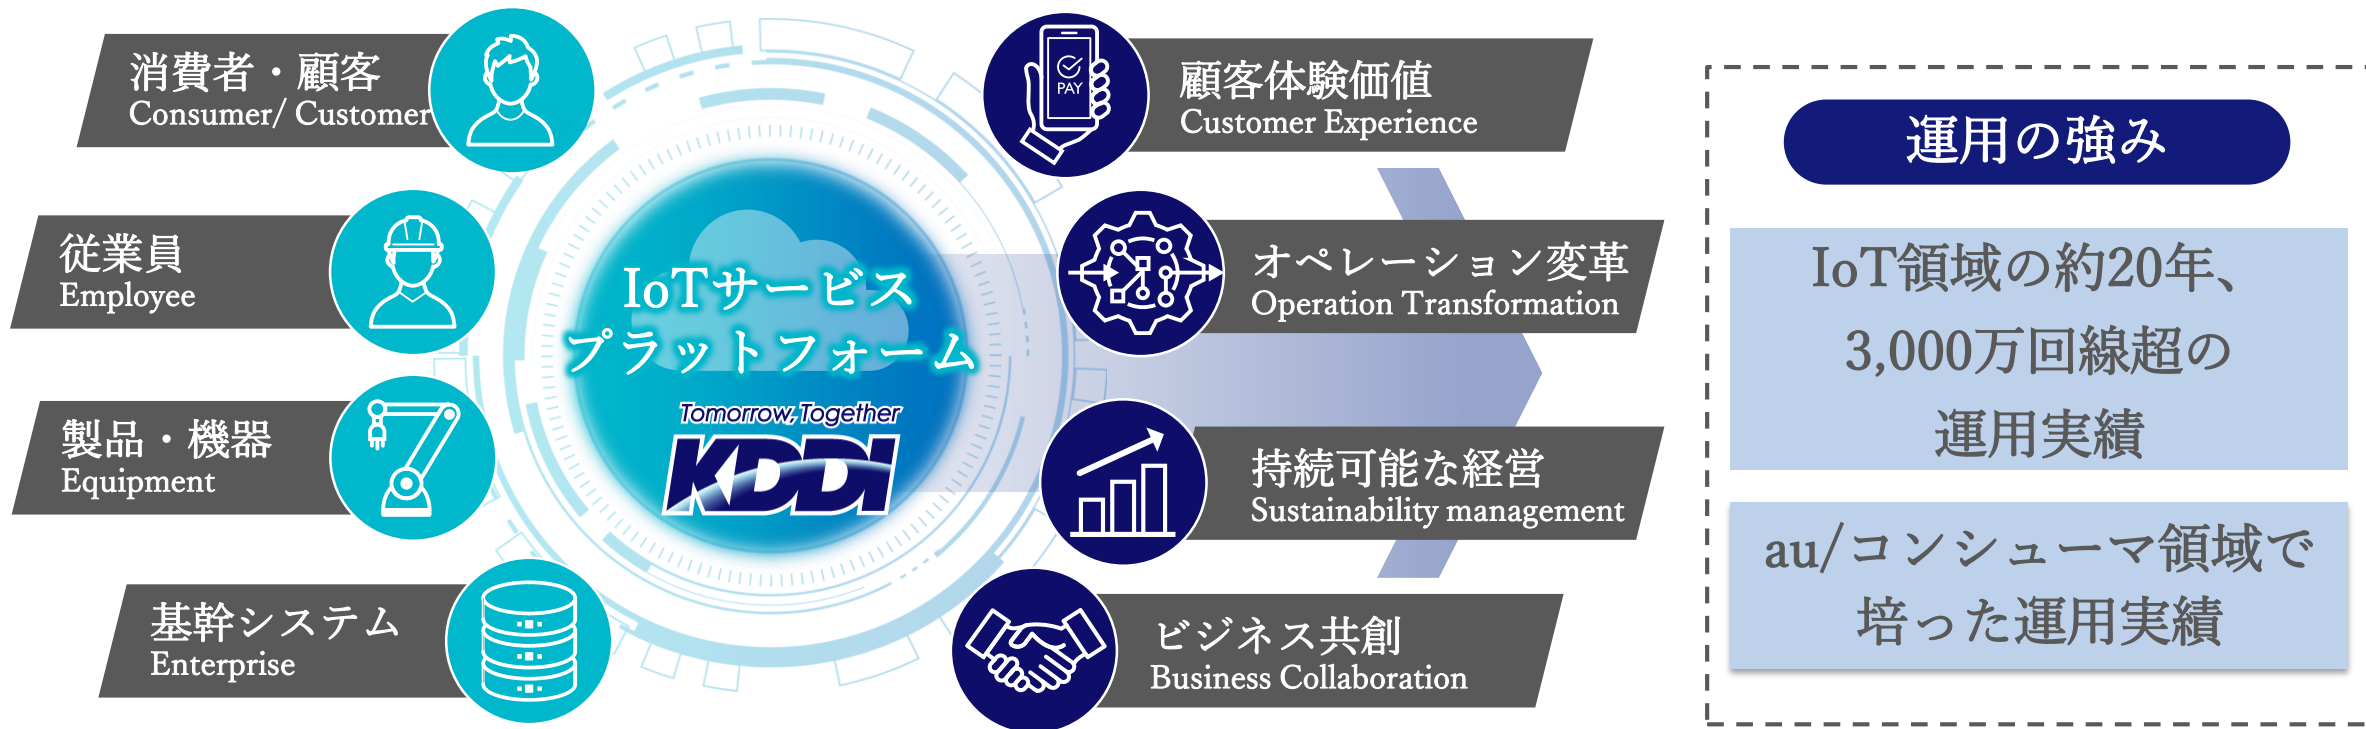 消費者・顧客
Consumer/ Customer
従業員
Employee
製品・機器
Equipment
基幹システム
Enterprise
IoTサービス
プラットフォーム
Tomorrow, Together
KDDI
PAY
顧客体験価値
Customer Experience
オペレーション変革
Operation Transformation
持続可能な経営
Sustainability management
ビジネス共創
Business Collaboration
運用の強み
IoT領域の約20年、
3,000万回線超の
運用実績
au/コンシューマ領域で
培った運用実績